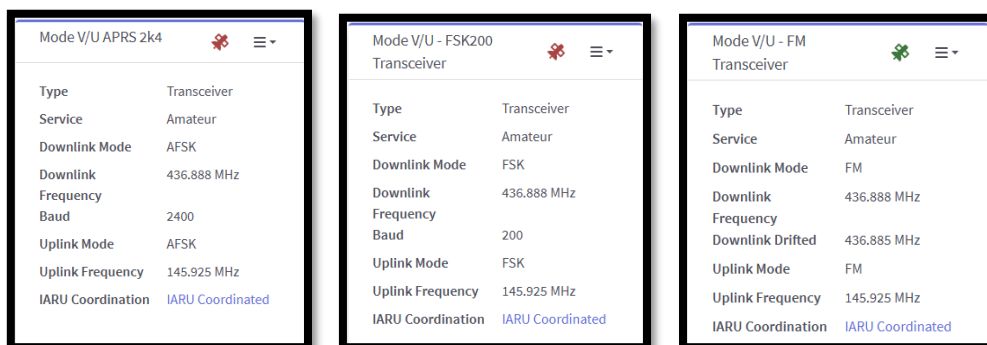 Mode V/U APRS 2k4
Type Transceiver
Service Amateur
Downlink Mode AFSK
Downlink 436.888 MHz
Frequency
Baud 2400
Uplink Mode AFSK
Uplink Frequency 145.925 MHz
IARU Coordination IARU Coordinated
Mode V/U - FSK200
Transceiver
Type Transceiver
Service Amateur
Downlink Mode FSK
Downlink 436.888 MHz
Frequency
Baud 200
Uplink Mode FSK
Uplink Frequency 145.925 MHz
IARU Coordination IARU Coordinated
Mode V/U - FM
Transceiver
Type Transceiver
Service Amateur
Downlink Mode FM
Downlink 436.888 MHz
Frequency
Downlink Drifted 436.885 MHz
Uplink Mode FM
Uplink Frequency 145.925 MHz
IARU Coordination IARU Coordinated